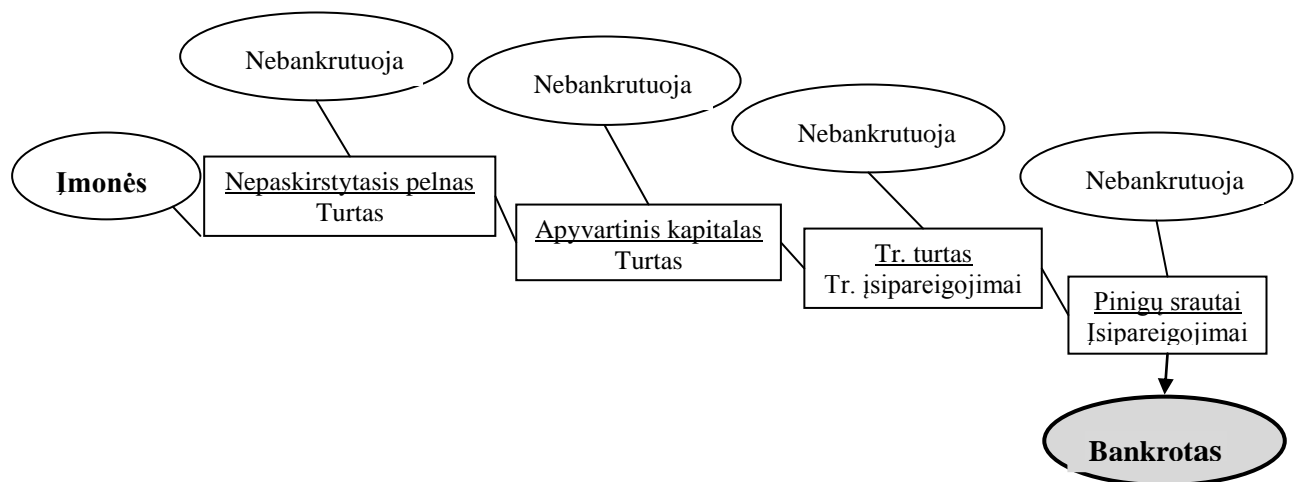 Nebankrutuoja
Nebankrutuoja
Nebankrutuoja
Nebankrutuoja
Įmonės
Nepaskirstytasis pelnas
Turtas
Apyvartinis kapitalas
Turtas
Tr. turtas
Tr. įsipareigojimai
Pinigų srautai
Įsipareigojimai
Bankrotas